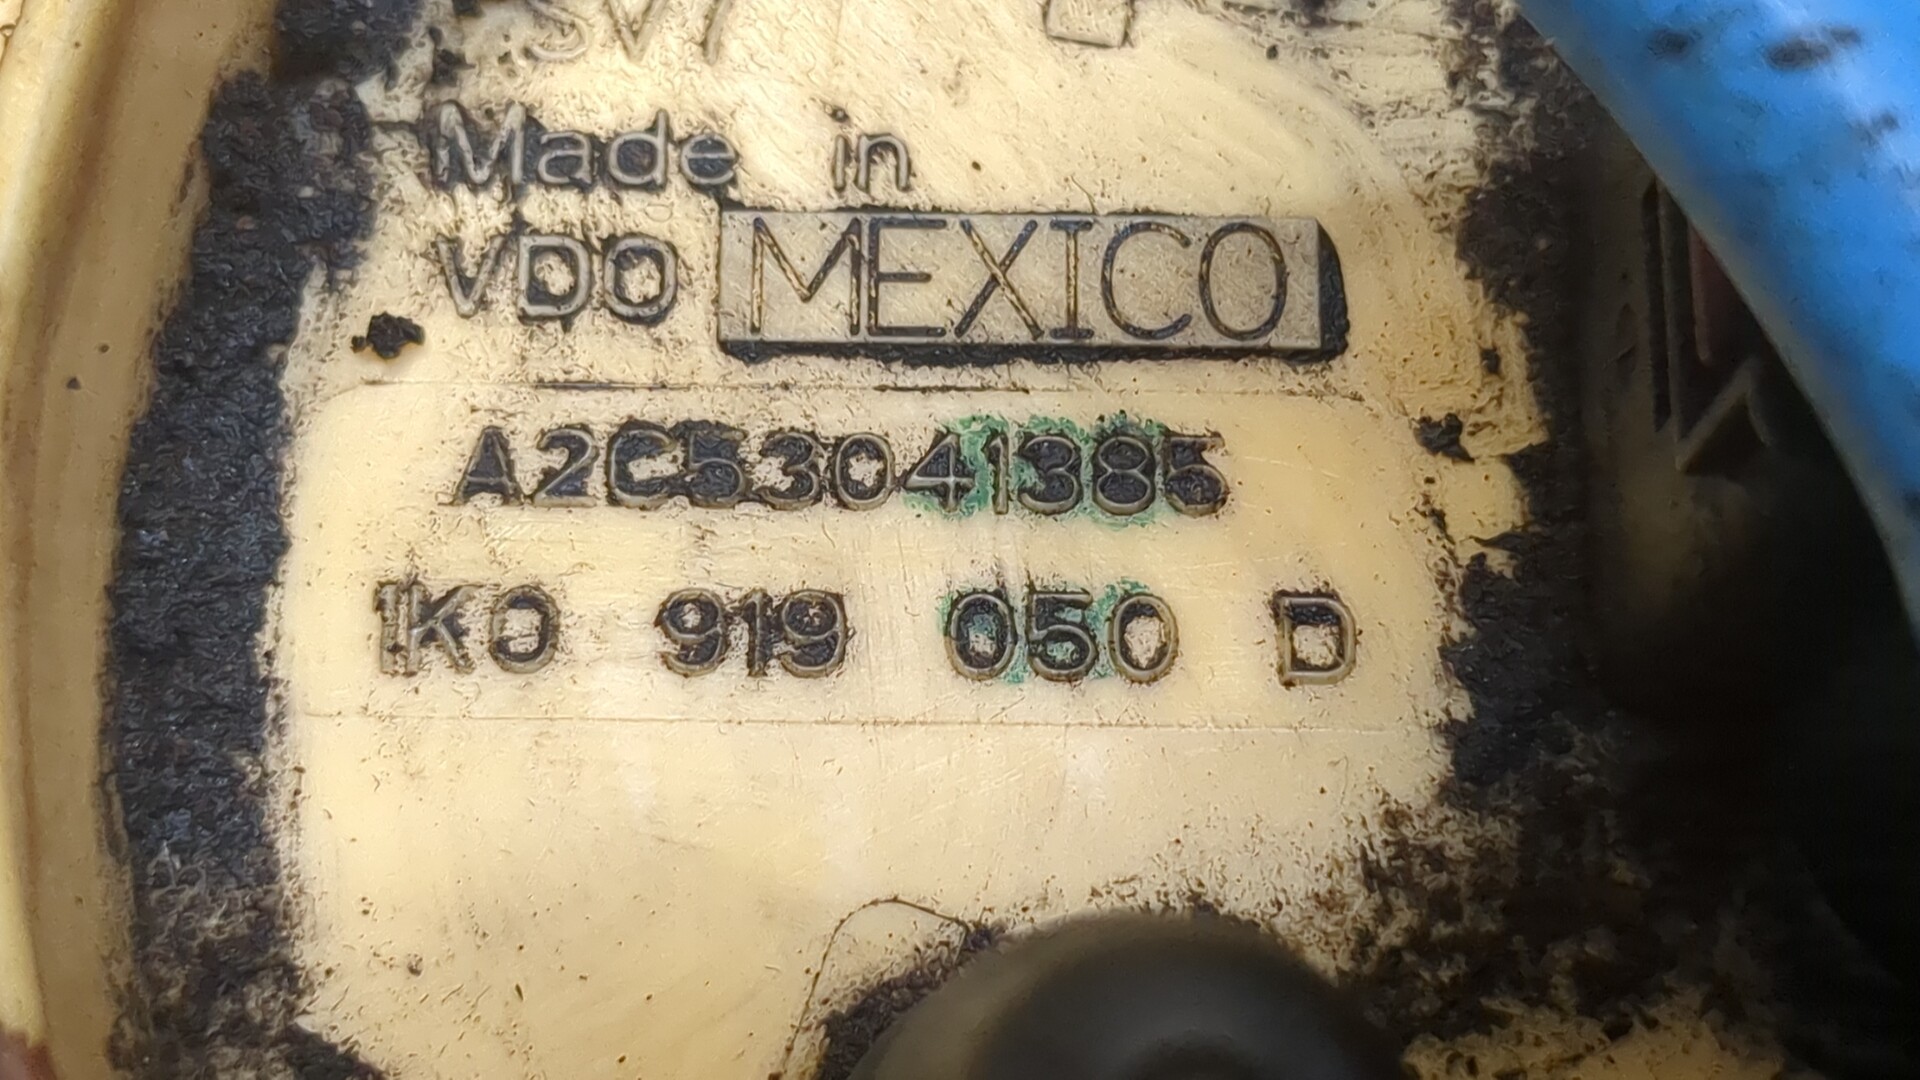 Made in
VDO MEXICO
A2C53041385
1K0 919 050 D